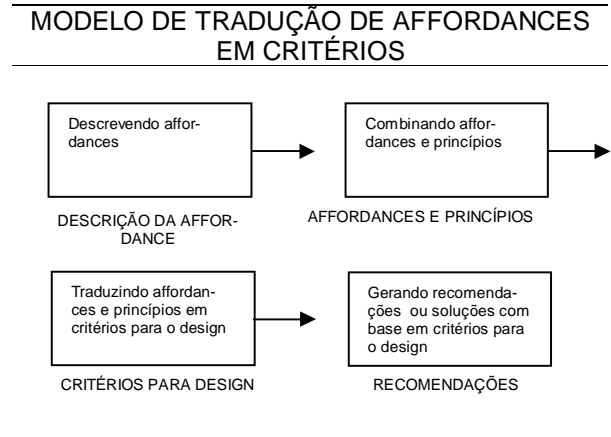 MODELO DE TRADUÇÃO DE AFFORDANCES
EM CRITÉRIOS
Descrevendo affor-
dances
Combinando affor-
dances e princípios
DESCRIÇÃO DA AFFOR-
DANCE
AFFORDANCES E PRINCÍPIOS
Traduzindo affordan-
ces e princípios em
critérios para o design
Gerando recomenda-
ções ou soluções com
base em critérios para
o design
CRITÉRIOS PARA DESIGN
RECOMENDAÇÕES